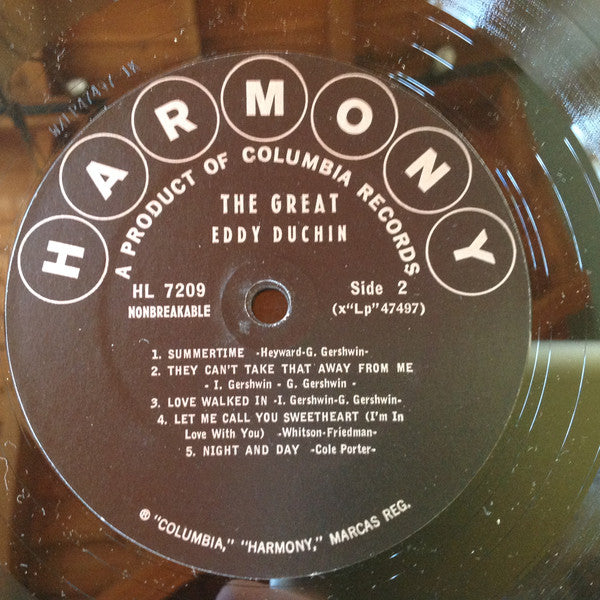 HARMONY
A PRODUCT OF COLUMBIA RECORDS
THE GREAT
EDDY DUCHIN
HL 7209
NONBREAKABLE
Side 2
(x"Lp"47497)
1. SUMMERTIME -Heyward-G. Gershwin-
2. THEY CAN'T TAKE THAT AWAY FROM ME
- I. Gershwin - G. Gershwin -
3. LOVE WALKED IN -I. Gershwin-G. Gershwin-
4. LET ME CALL YOU SWEETHEART (I'm In
Love With You) -Whitson-Friedman-
5. NIGHT AND DAY -Cole Porter-
® "COLUMBIA," "HARMONY," MARCAS REG.